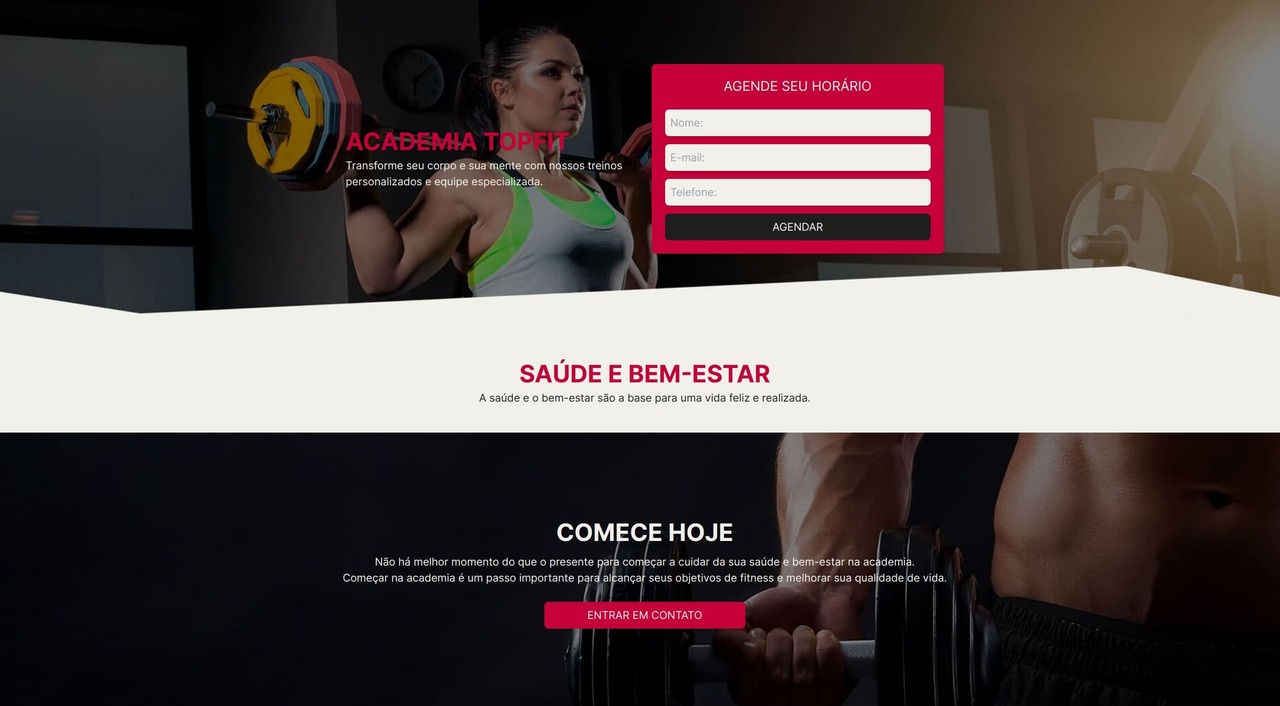 ACADEMIA TOPFIT
Transforme seu corpo e sua mente com nossos treinos
personalizados e equipe especializada.
AGENDE SEU HORÁRIO
Nome:
E-mail:
Telefone:
AGENDAR
SAÚDE E BEM-ESTAR
A saúde e o bem-estar são a base para uma vida feliz e realizada.
COMECE HOJE
Não há melhor momento do que o presente para começar a cuidar da sua saúde e bem-estar na academia.
Começar na academia é um passo importante para alcançar seus objetivos de fitness e melhorar sua qualidade de vida.
ENTRAR EM CONTATO